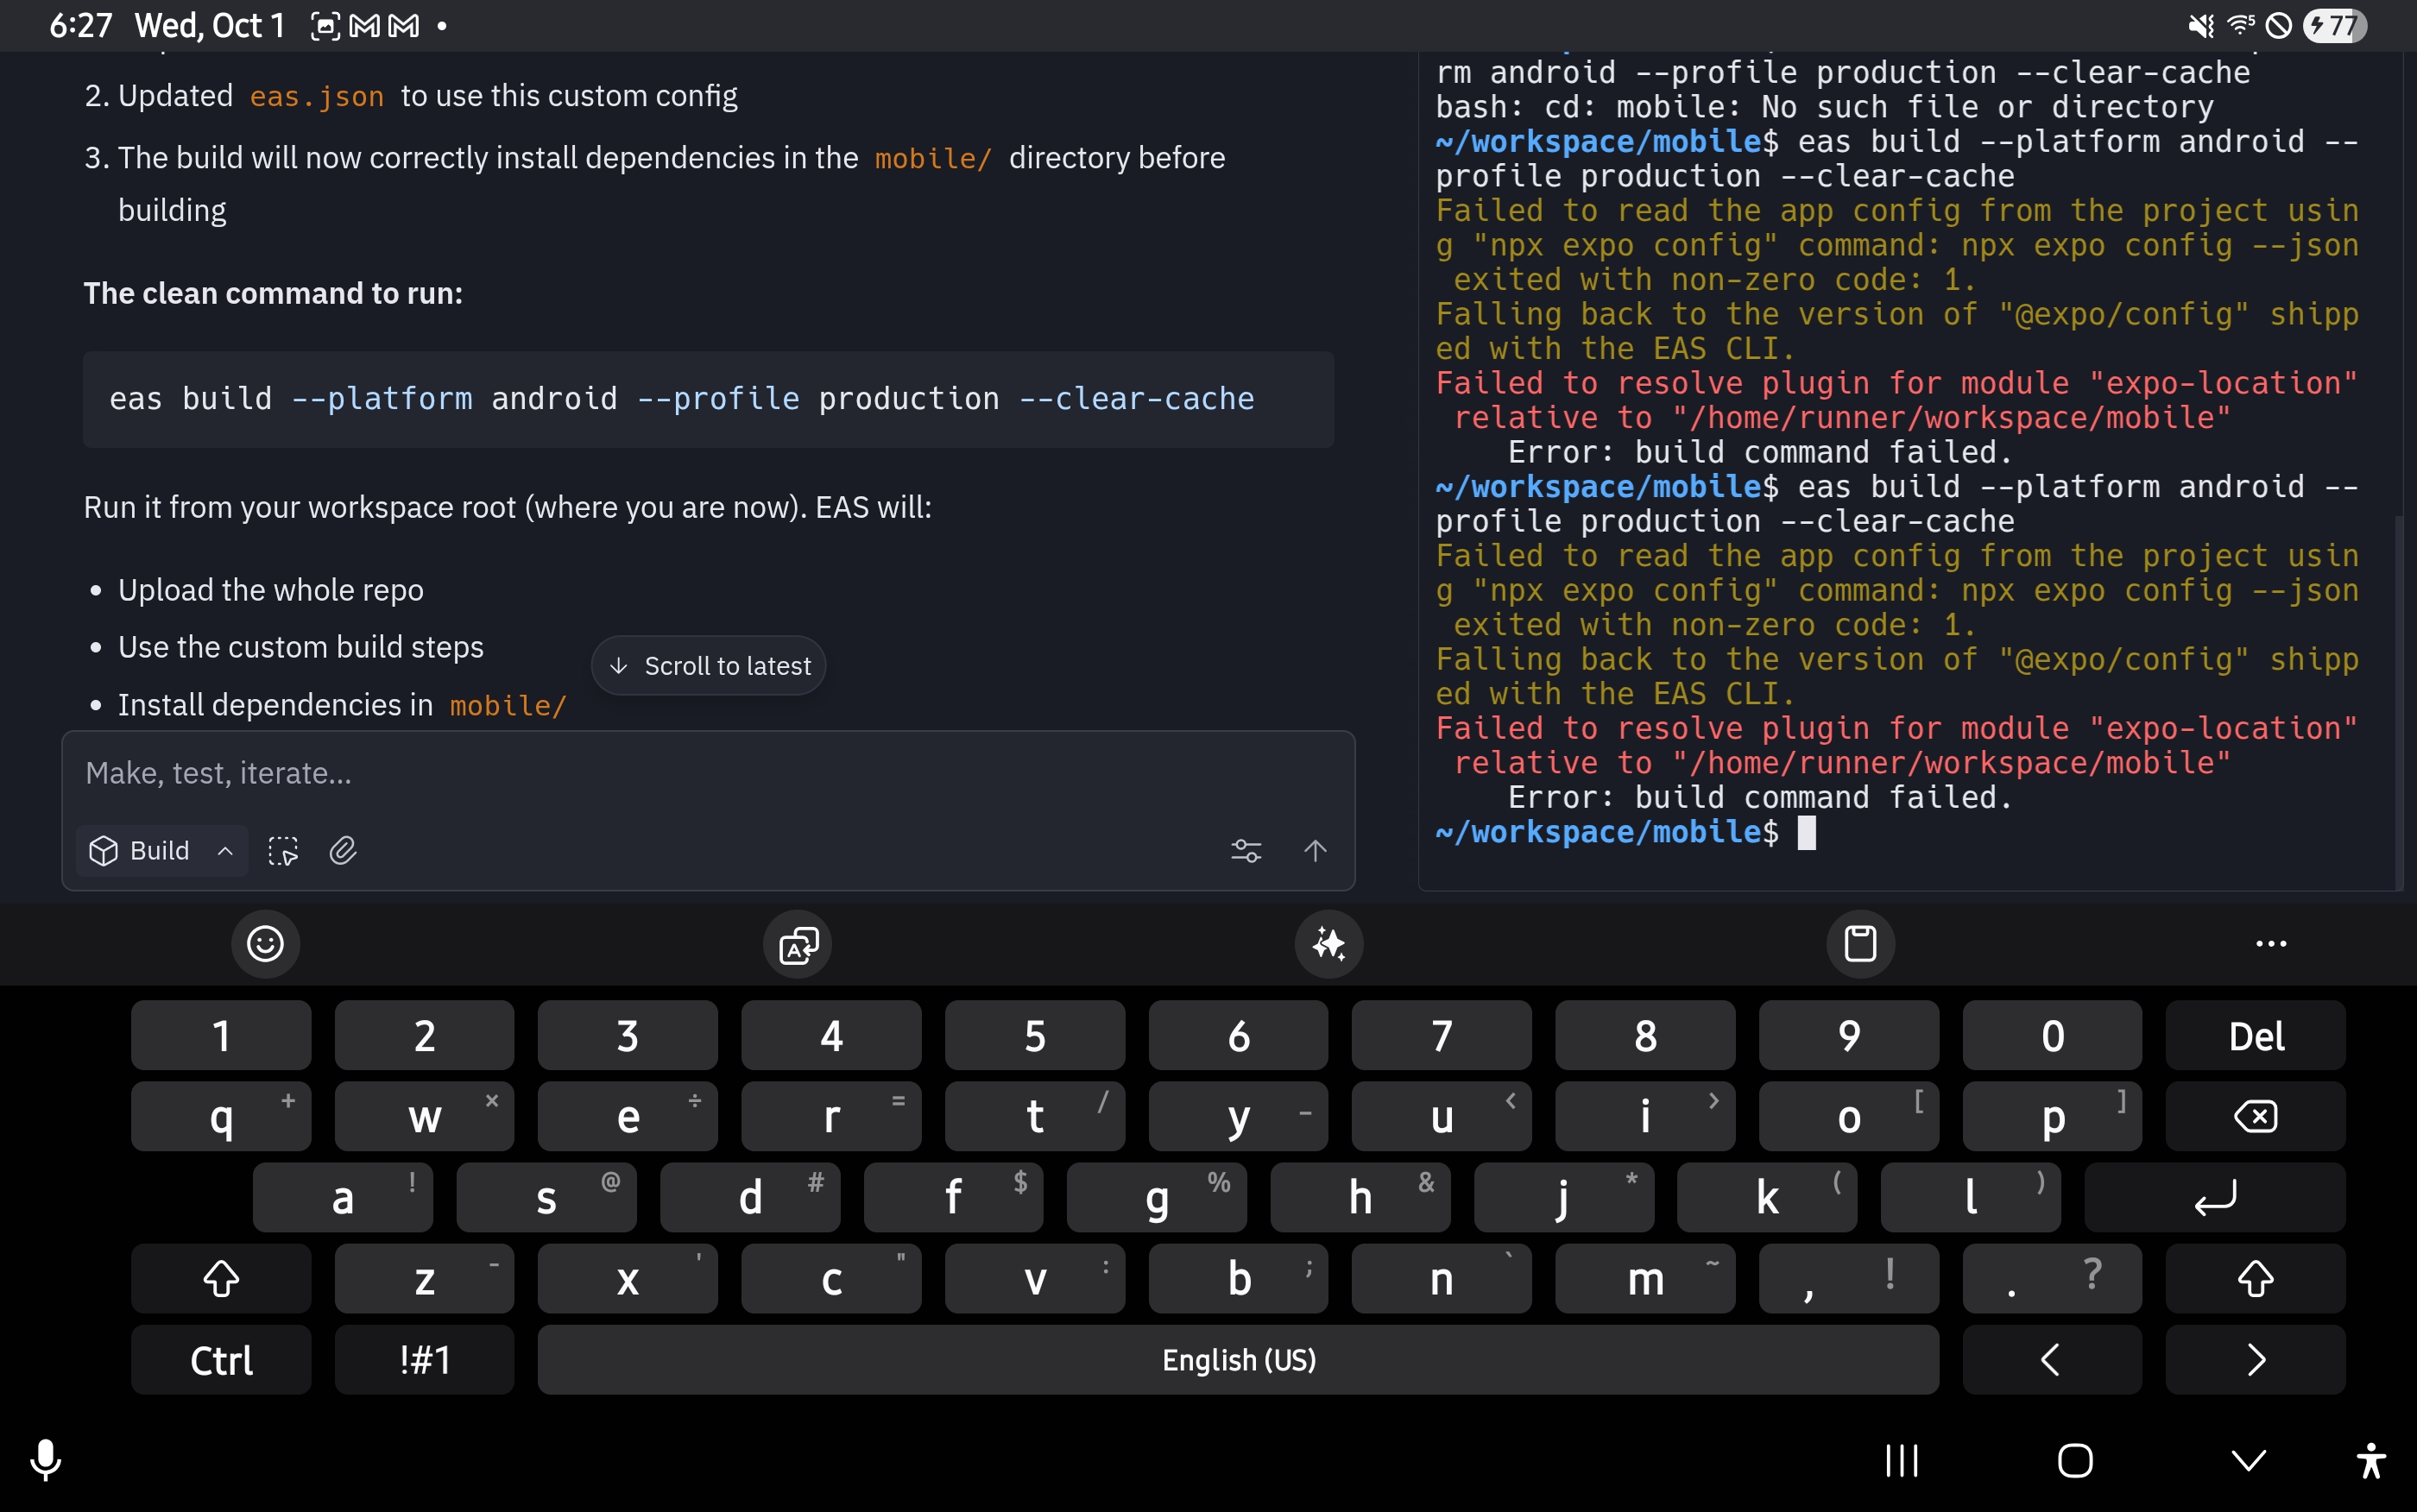 6:27 Wed, Oct 1
77
2. Updated eas.json to use this custom config
3. The build will now correctly install dependencies in the mobile/ directory before
building
The clean command to run:
eas build --platform android --profile production --clear-cache
Run it from your workspace root (where you are now). EAS will:
• Upload the whole repo
• Use the custom build steps
• Install dependencies in mobile/
↓ Scroll to latest
Make, test, iterate...
Build
rm android --profile production --clear-cache
bash: cd: mobile: No such file or directory
~/workspace/mobile$ eas build --platform android --
profile production --clear-cache
Failed to read the app config from the project usin
g "npx expo config" command: npx expo config --json
 exited with non-zero code: 1.
Falling back to the version of "@expo/config" shipp
ed with the EAS CLI.
Failed to resolve plugin for module "expo-location"
 relative to "/home/runner/workspace/mobile"
    Error: build command failed.
~/workspace/mobile$ eas build --platform android --
profile production --clear-cache
Failed to read the app config from the project usin
g "npx expo config" command: npx expo config --json
 exited with non-zero code: 1.
Falling back to the version of "@expo/config" shipp
ed with the EAS CLI.
Failed to resolve plugin for module "expo-location"
 relative to "/home/runner/workspace/mobile"
    Error: build command failed.
~/workspace/mobile$
1 2 3 4 5 6 7 8 9 0 Del
q + w × e ÷ r = t / y _ u < i > o [ p ]
a ! s @ d # f $ g % h & j * k ( l )
z - x ' c " v : b ; n ` m ~ , ! . ?
Ctrl !#1 English (US) < >